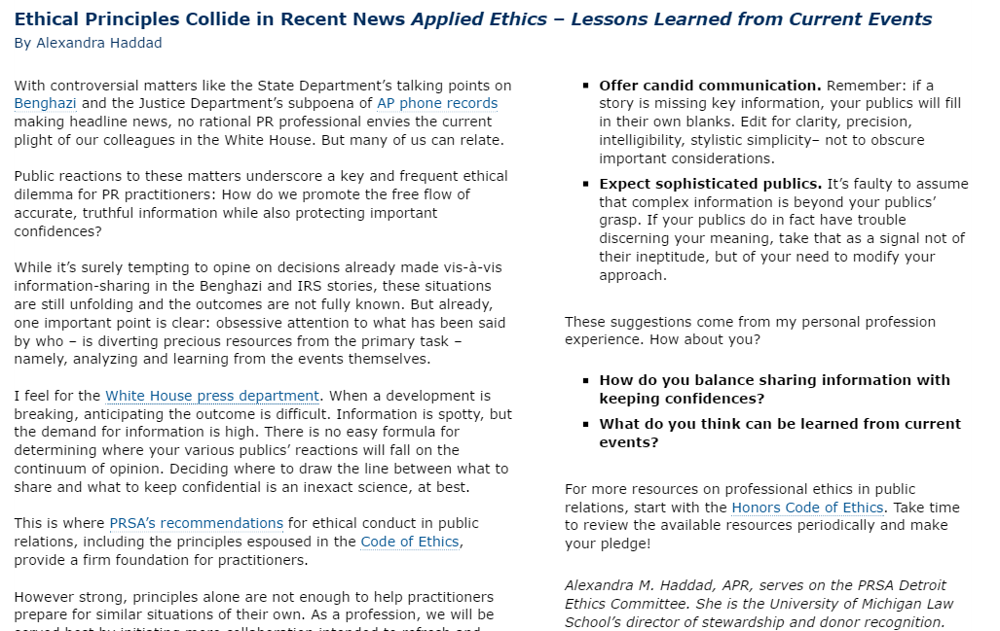 Ethical Principles Collide in Recent News Applied Ethics – Lessons Learned from Current Events
By Alexandra Haddad
With controversial matters like the State Department’s talking points on
Benghazi and the Justice Department’s subpoena of AP phone records
making headline news, no rational PR professional envies the current
plight of our colleagues in the White House. But many of us can relate.
Public reactions to these matters underscore a key and frequent ethical
dilemma for PR practitioners: How do we promote the free flow of
accurate, truthful information while also protecting important
confidences?
While it’s surely tempting to opine on decisions already made vis-à-vis
information-sharing in the Benghazi and IRS stories, these situations
are still unfolding and the outcomes are not fully known. But already,
one important point is clear: obsessive attention to what has been said
by who – is diverting precious resources from the primary task –
namely, analyzing and learning from the events themselves.
I feel for the White House press department. When a development is
breaking, anticipating the outcome is difficult. Information is spotty, but
the demand for information is high. There is no easy formula for
determining where your various publics’ reactions will fall on the
continuum of opinion. Deciding where to draw the line between what to
share and what to keep confidential is an inexact science, at best.
This is where PRSA’s recommendations for ethical conduct in public
relations, including the principles espoused in the Code of Ethics,
provide a firm foundation for practitioners.
However strong, principles alone are not enough to help practitioners
prepare for similar situations of their own. As a profession, we will be
served best by initiating more collaboration intended to refresh and
▪ Offer candid communication. Remember: if a
story is missing key information, your publics will fill
in their own blanks. Edit for clarity, precision,
intelligibility, stylistic simplicity– not to obscure
important considerations.
▪ Expect sophisticated publics. It’s faulty to assume
that complex information is beyond your publics’
grasp. If your publics do in fact have trouble
discerning your meaning, take that as a signal not of
their ineptitude, but of your need to modify your
approach.
These suggestions come from my personal profession
experience. How about you?
▪ How do you balance sharing information with
keeping confidences?
▪ What do you think can be learned from current
events?
For more resources on professional ethics in public
relations, start with the Honors Code of Ethics. Take time
to review the available resources periodically and make
your pledge!
Alexandra M. Haddad, APR, serves on the PRSA Detroit
Ethics Committee. She is the University of Michigan Law
School’s director of stewardship and donor recognition.